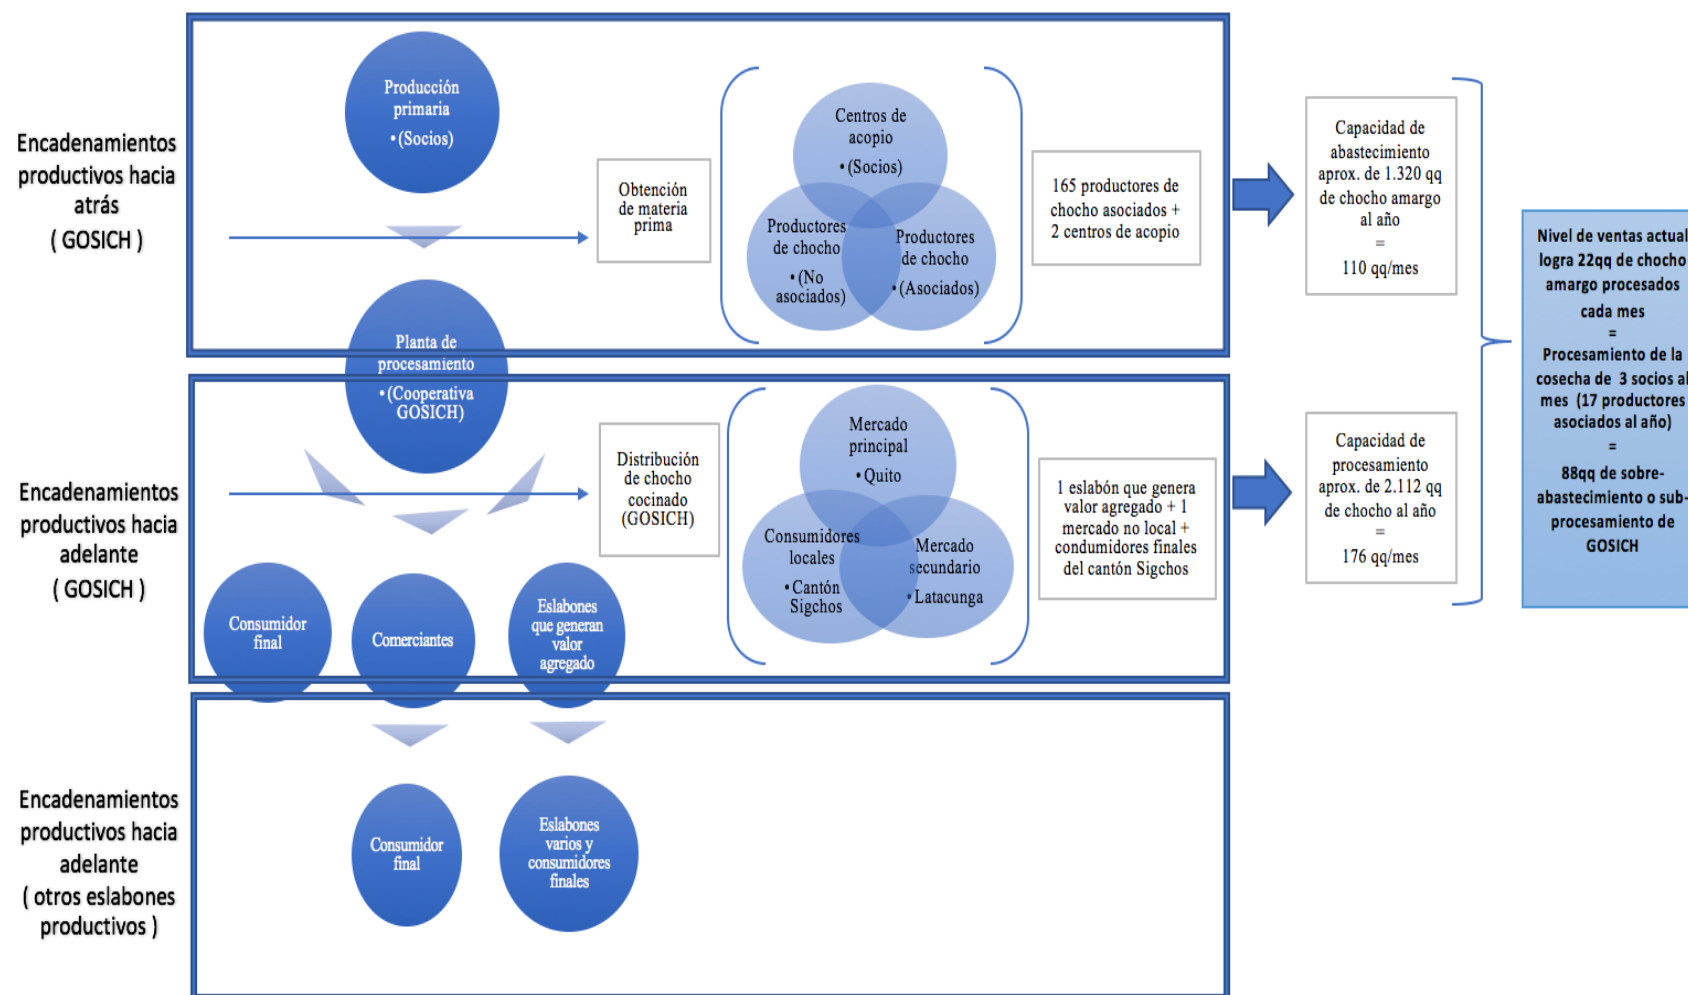 Encadenamientos
productivos hacia
atrás
( GOSICH )
Producción
primaria
• (Socios)
Obtención
de materia
prima
Centros de
acopio
• (Socios)
Productores
de chocho
• (No
asociados)
Productores
de chocho
• (Asociados)
165 productores de
chocho asociados +
2 centros de acopio
Capacidad de
abastecimiento
aprox. de 1.320 qq
de chocho amargo
al año
=
110 qq/mes
Planta de
procesamiento
• (Cooperativa
GOSICH)
Encadenamientos
productivos hacia
adelante
( GOSICH )
Distribución
de chocho
cocinado
(GOSICH)
Mercado
principal
• Quito
Consumidores
locales
• Cantón
Sigchos
Mercado
secundario
• Latacunga
1 eslabón que genera
valor agregado + 1
mercado no local +
condumidores finales
del cantón Sigchos
Capacidad de
procesamiento
aprox. de 2.112 qq
de chocho al año
=
176 qq/mes
Nivel de ventas actual
logra 22qq de chocho
amargo procesados
cada mes
=
Procesamiento de la
cosecha de 3 socios al
mes (17 productores
asociados al año)
=
88qq de sobre-
abastecimiento o sub-
procesamiento de
GOSICH
Consumidor
final
Comerciantes
Eslabones
que generan
valor
agregado
Encadenamientos
productivos hacia
adelante
( otros eslabones
productivos )
Consumidor
final
Eslabones
varios y
consumidores
finales